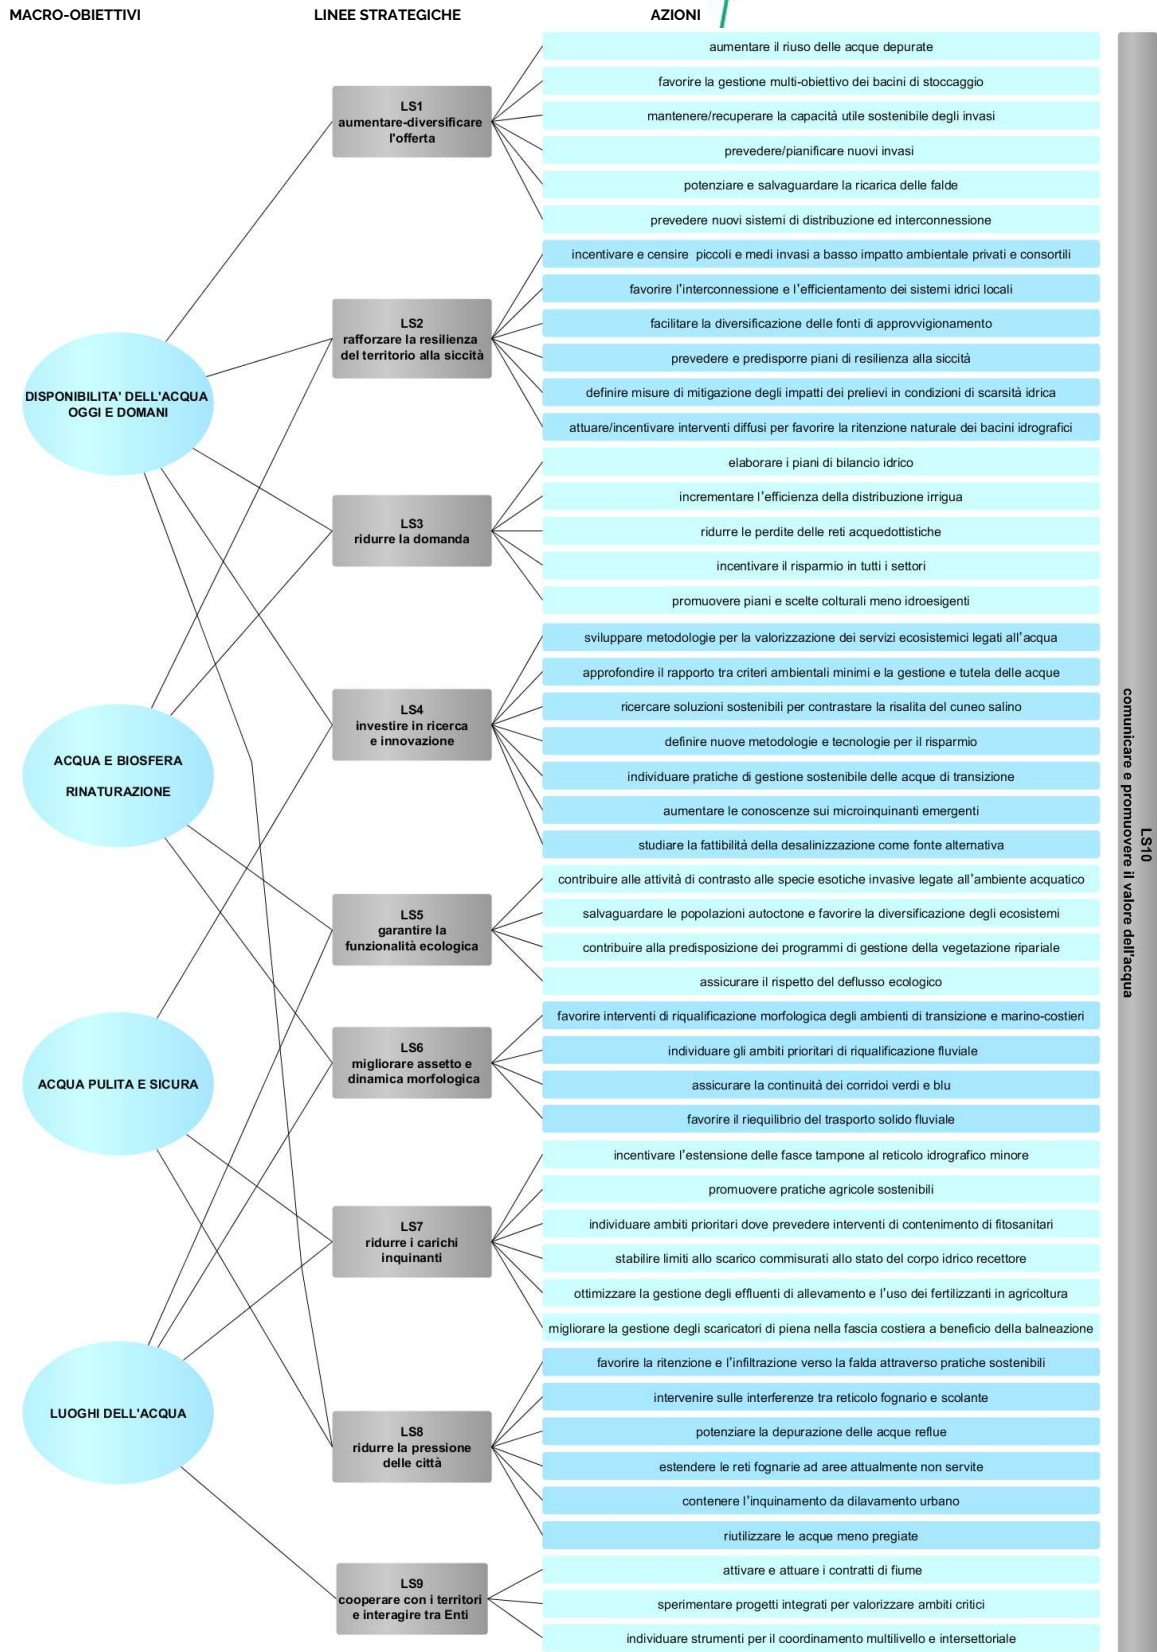 MACRO-OBIETTIVI
LINEE STRATEGICHE
AZIONI
DISPONIBILITA' DELL'ACQUA
OGGI E DOMANI
ACQUA E BIOSFERA
RINATURAZIONE
ACQUA PULITA E SICURA
LUOGHI DELL'ACQUA
LS1
aumentare-diversificare
l'offerta
aumentare il riuso delle acque depurate
favorire la gestione multi-obiettivo dei bacini di stoccaggio
mantenere/recuperare la capacità utile sostenibile degli invasi
prevedere/pianificare nuovi invasi
potenziare e salvaguardare la ricarica delle falde
prevedere nuovi sistemi di distribuzione ed interconnessione
LS2
rafforzare la resilienza
del territorio alla siccità
incentivare e censire piccoli e medi invasi a basso impatto ambientale privati e consortili
favorire l'interconnessione e l'efficientamento dei sistemi idrici locali
facilitare la diversificazione delle fonti di approvvigionamento
prevedere e predisporre piani di resilienza alla siccità
definire misure di mitigazione degli impatti dei prelievi in condizioni di scarsità idrica
attuare/incentivare interventi diffusi per favorire la ritenzione naturale dei bacini idrografici
LS3
ridurre la domanda
elaborare i piani di bilancio idrico
incrementare l'efficienza della distribuzione irrigua
ridurre le perdite delle reti acquedottistiche
incentivare il risparmio in tutti i settori
promuovere piani e scelte colturali meno idroesigenti
LS4
investire in ricerca
e innovazione
sviluppare metodologie per la valorizzazione dei servizi ecosistemici legati all'acqua
approfondire il rapporto tra criteri ambientali minimi e la gestione e tutela delle acque
ricercare soluzioni sostenibili per contrastare la risalita del cuneo salino
definire nuove metodologie e tecnologie per il risparmio
individuare pratiche di gestione sostenibile delle acque di transizione
aumentare le conoscenze sui microinquinanti emergenti
studiare la fattibilità della desalinizzazione come fonte alternativa
LS5
garantire la
funzionalità ecologica
contribuire alle attività di contrasto alle specie esotiche invasive legate all'ambiente acquatico
salvaguardare le popolazioni autoctone e favorire la diversificazione degli ecosistemi
contribuire alla predisposizione dei programmi di gestione della vegetazione ripariale
assicurare il rispetto del deflusso ecologico
LS6
migliorare assetto e
dinamica morfologica
favorire interventi di riqualificazione morfologica degli ambienti di transizione e marino-costieri
individuare gli ambiti prioritari di riqualificazione fluviale
assicurare la continuità dei corridoi verdi e blu
favorire il riequilibrio del trasporto solido fluviale
LS7
ridurre i carichi
inquinanti
incentivare l'estensione delle fasce tampone al reticolo idrografico minore
promuovere pratiche agricole sostenibili
individuare ambiti prioritari dove prevedere interventi di contenimento di fitosanitari
stabilire limiti allo scarico commisurati allo stato del corpo idrico recettore
ottimizzare la gestione degli effluenti di allevamento e l'uso dei fertilizzanti in agricoltura
migliorare la gestione degli scaricatori di piena nella fascia costiera a beneficio della balneazione
LS8
ridurre la pressione
delle città
favorire la ritenzione e l'infiltrazione verso la falda attraverso pratiche sostenibili
intervenire sulle interferenze tra reticolo fognario e scolante
potenziare la depurazione delle acque reflue
estendere le reti fognarie ad aree attualmente non servite
contenere l'inquinamento da dilavamento urbano
riutilizzare le acque meno pregiate
LS9
cooperare con i territori
e interagire tra Enti
attivare e attuare i contratti di fiume
sperimentare progetti integrati per valorizzare ambiti critici
individuare strumenti per il coordinamento multilivello e intersettoriale
LS10
comunicare e promuovere il valore dell'acqua